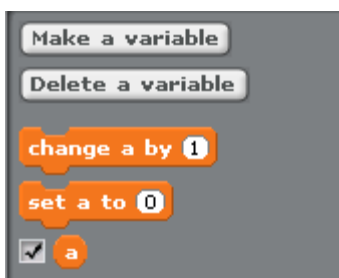 Make a variable
Delete a variable
change a by 1
set a to 0
a